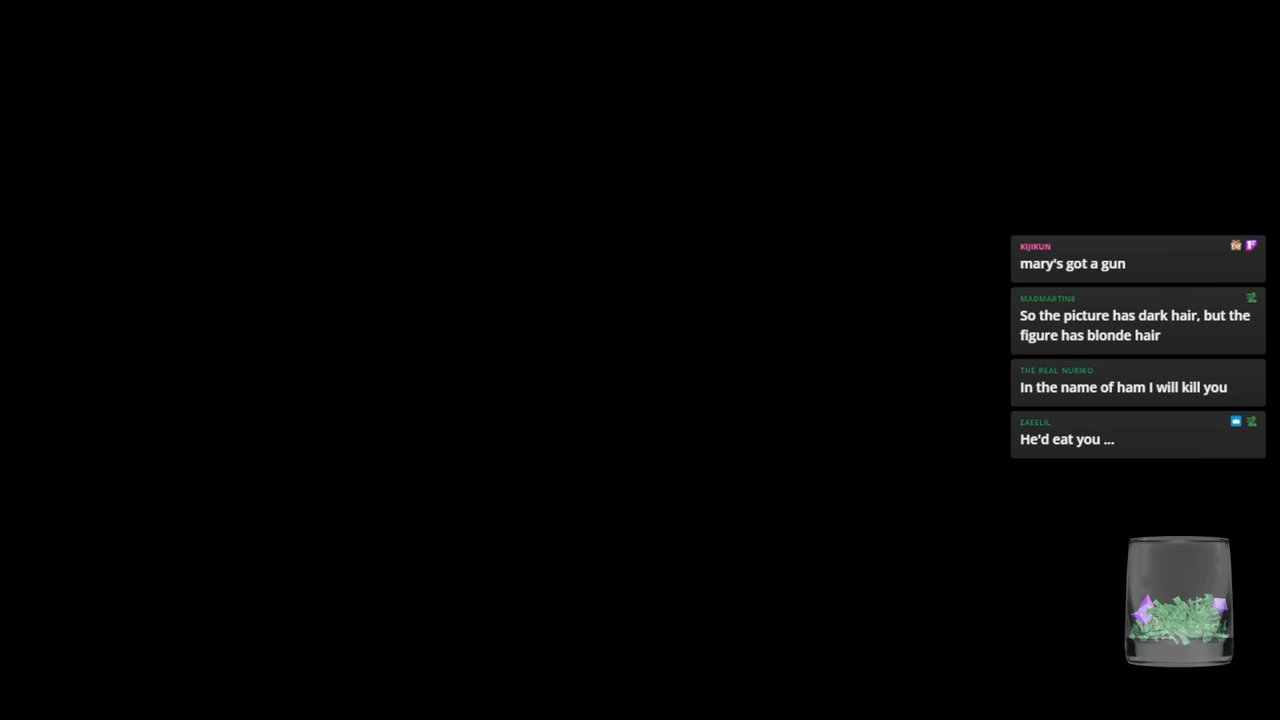 KIJIKUN
mary's got a gun
MADMARTIN8
So the picture has dark hair, but the
figure has blonde hair
THE REAL NURIKO
In the name of ham I will kill you
EAEELIL
He'd eat you ...